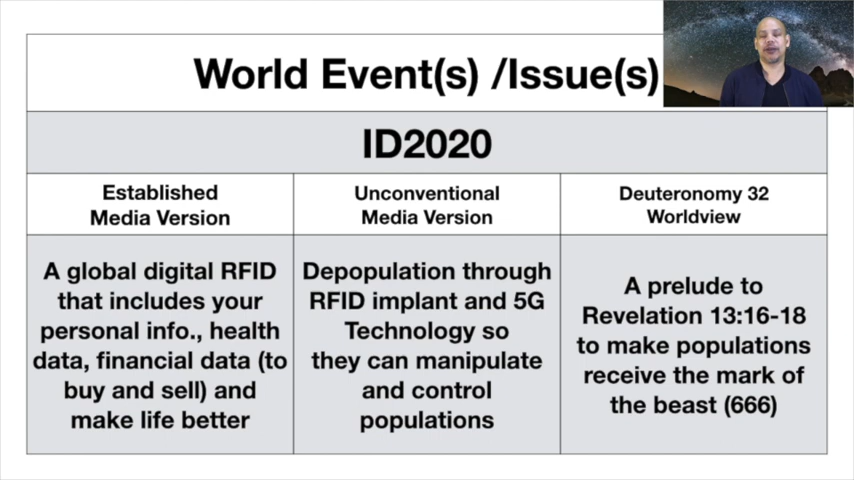 World Event(s) /Issue(s)
ID2020
Established
Media Version
Unconventional
Media Version
Deuteronomy 32
Worldview
A global digital RFID
that includes your
personal info., health
data, financial data (to
buy and sell) and
make life better
Depopulation through
RFID implant and 5G
Technology so
they can manipulate
and control
populations
A prelude to
Revelation 13:16-18
to make populations
receive the mark of
the beast (666)